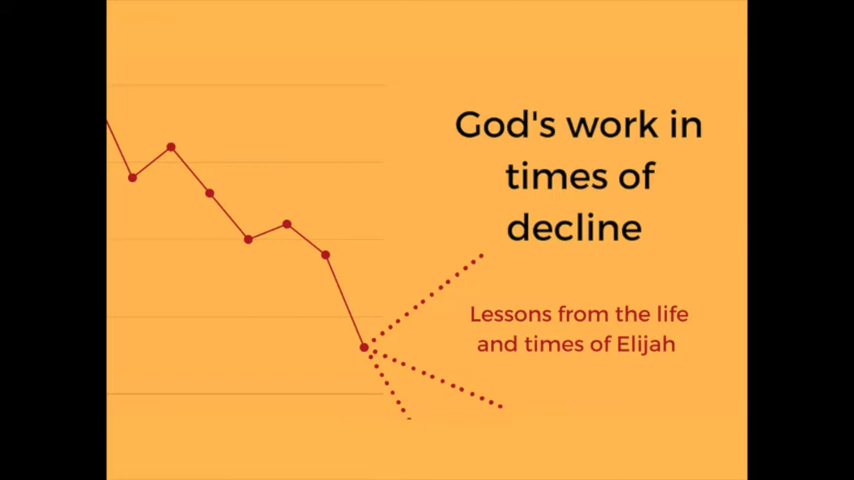 God's work in
times of
decline
Lessons from the life
and times of Elijah